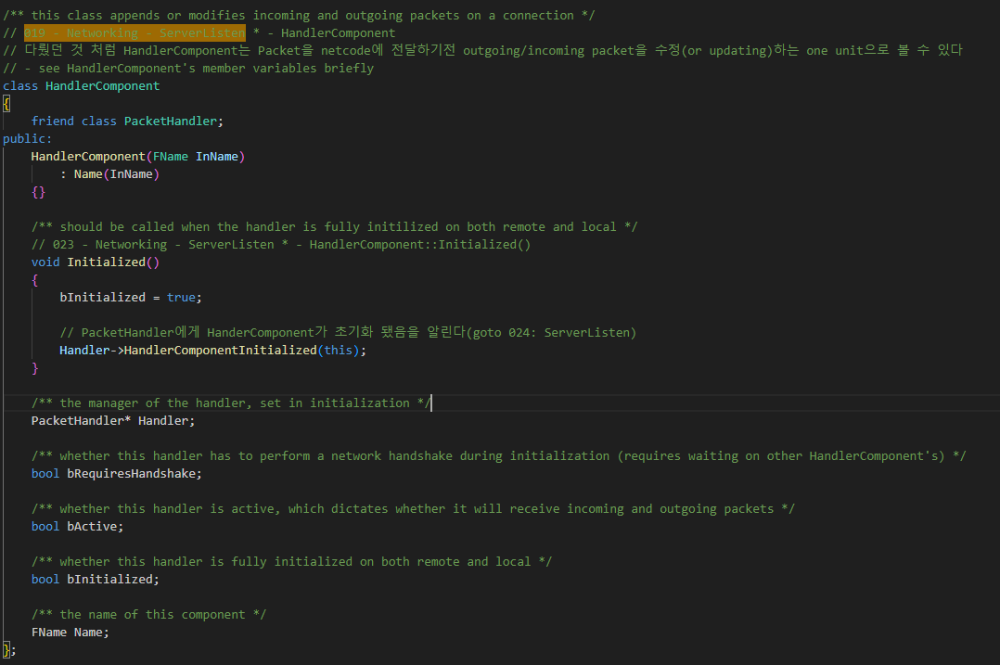 /** this class appends or modifies incoming and outgoing packets on a connection */
// 019 - Networking - ServerListen * - HandlerComponent
// 다뤘던 것 처럼 HandlerComponent는 Packet을 netcode에 전달하기전 outgoing/incoming packet을 수정(or updating)하는 one unit으로 볼 수 있다
// - see HandlerComponent's member variables briefly
class HandlerComponent
{
    friend class PacketHandler;
public:
    HandlerComponent(FName InName)
        : Name(InName)
    {}
    /** should be called when the handler is fully initilized on both remote and local */
    // 023 - Networking - ServerListen * - HandlerComponent::Initialized()
    void Initialized()
    {
        bInitialized = true;
        // PacketHandler에게 HanderComponent가 초기화 됐음을 알린다(goto 024: ServerListen)
        Handler->HandlerComponentInitialized(this);
    }
    /** the manager of the handler, set in initialization */
    PacketHandler* Handler;
    /** whether this handler has to perform a network handshake during initialization (requires waiting on other HandlerComponent's) */
    bool bRequiresHandshake;
    /** whether this handler is active, which dictates whether it will receive incoming and outgoing packets */
    bool bActive;
    /** whether this handler is fully initialized on both remote and local */
    bool bInitialized;
    /** the name of this component */
    FName Name;
};